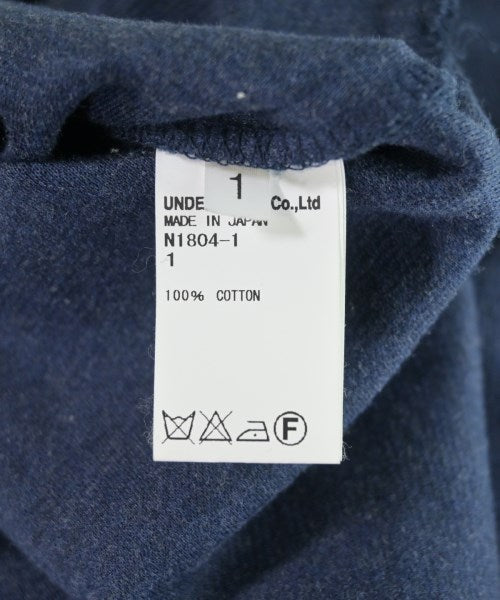 1
UNDE Co.,Ltd
MADE IN JAPAN
N1804-1
1
100% COTTON
F